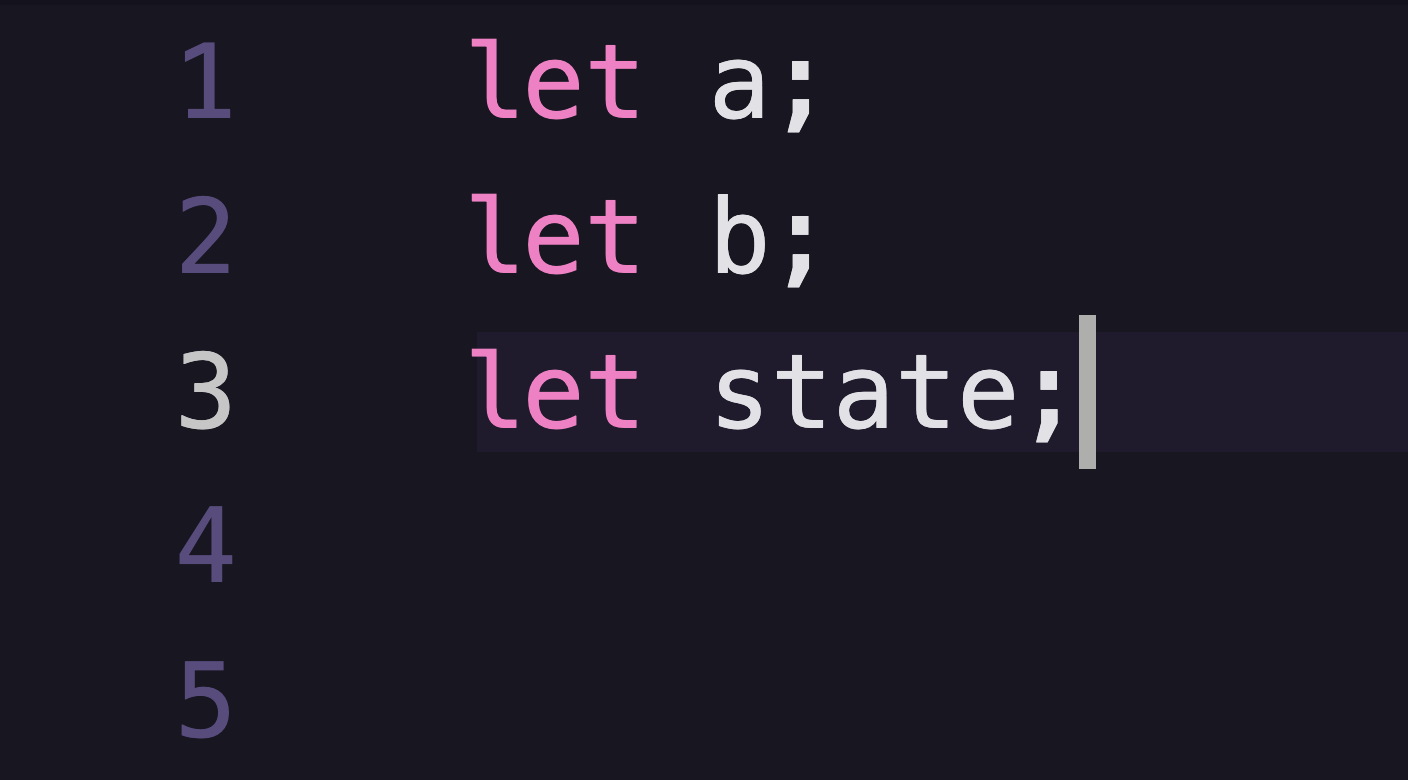 1 let a;
2 let b;
3 let state;
4
5